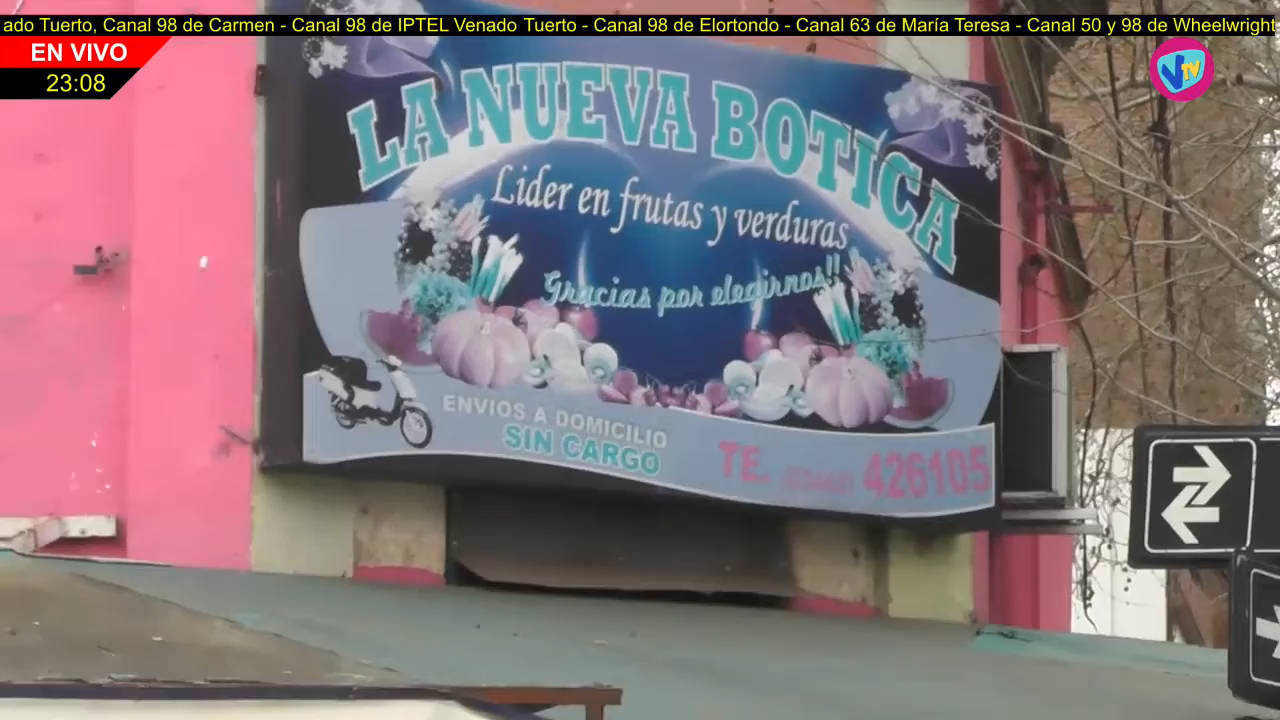 ado Tuerto, Canal 98 de Carmen - Canal 98 de IPTEL Venado Tuerto - Canal 98 de Elortondo - Canal 63 de María Teresa - Canal 50 y 98 de Wheelwright
EN VIVO
23:08
VTV
LA NUEVA BOTICA
Lider en frutas y verduras
Gracias por elegirnos!!
ENVIOS A DOMICILIO
SIN CARGO
TE. 426105